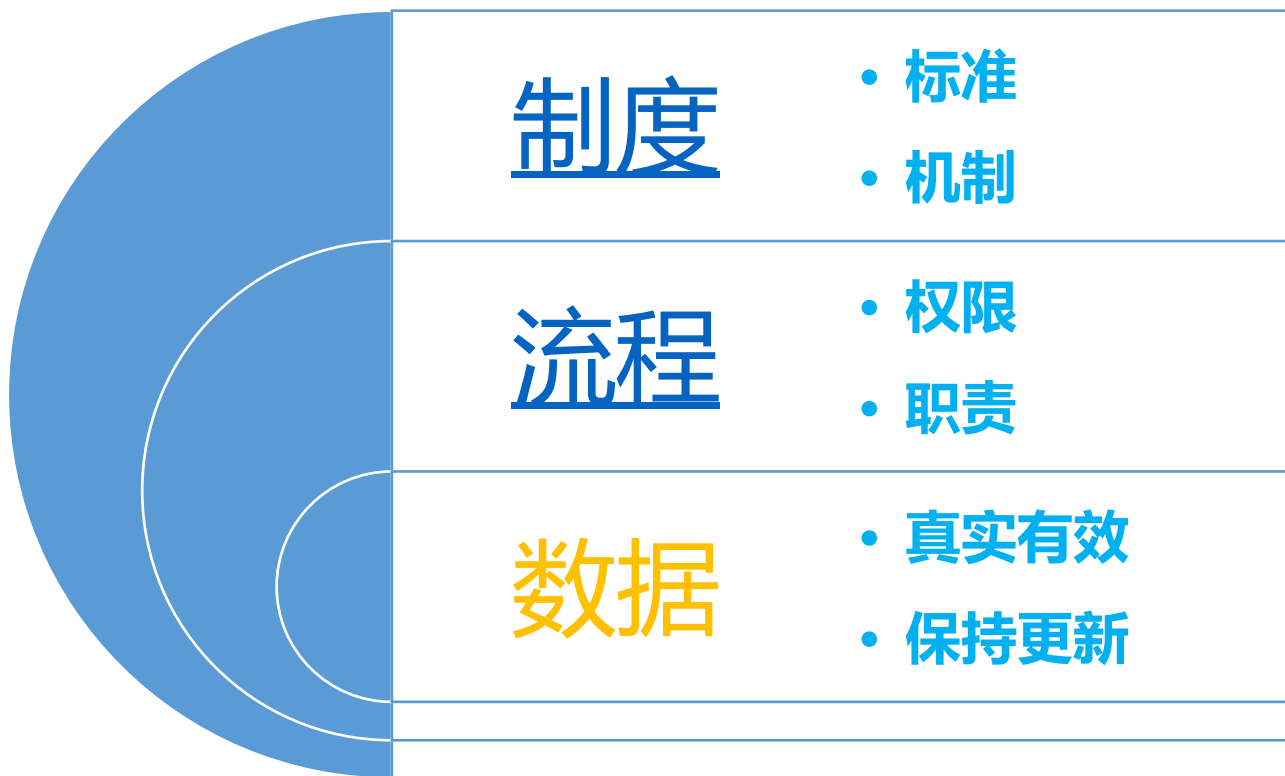 制度
• 标准
• 机制
流程
• 权限
• 职责
数据
• 真实有效
• 保持更新